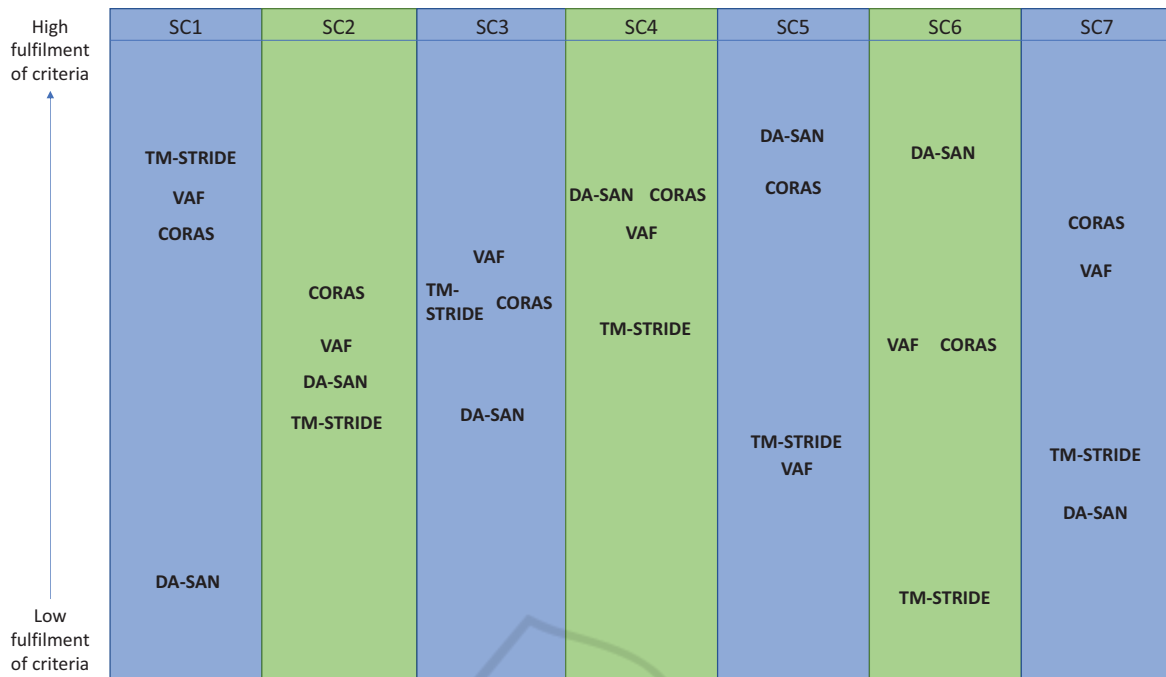 High
fulfilment
of criteria
Low
fulfilment
of criteria
SC1
TM-STRIDE
VAF
CORAS
DA-SAN
SC2
CORAS
VAF
DA-SAN
TM-STRIDE
SC3
VAF
TM-
STRIDE
CORAS
DA-SAN
SC4
DA-SAN CORAS
VAF
TM-STRIDE
SC5
DA-SAN
CORAS
TM-STRIDE
VAF
SC6
DA-SAN
VAF CORAS
TM-STRIDE
SC7
CORAS
VAF
TM-STRIDE
DA-SAN